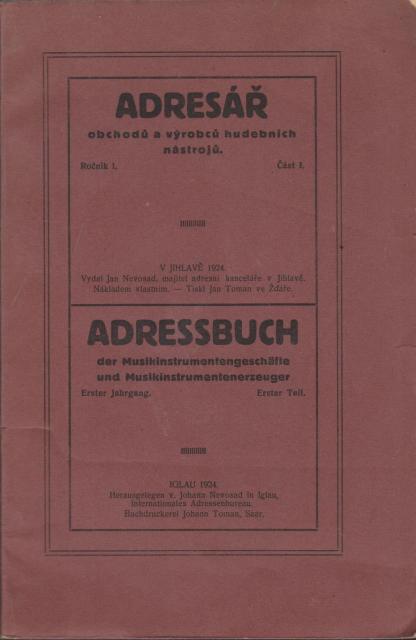 ADRESÁŘ
obchodů a výrobců hudebních
nástrojů.
Ročník I. Část I.
V JIHLAVĚ 1924.
Vydal Jan Nevosad, majitel adresní kanceláře v Jihlavě.
Nákladem vlastním. — Tiskl Jan Toman ve Žďáře.
ADRESSBUCH
der Musikinstrumentengeschäfte
und Musikinstrumentenerzeuger
Erster Jahrgang. Erster Teil.
IGLAU 1924.
Herausgegeben v. Johann Nevosad in Iglau,
internationales Adressenbureau.
Buchdruckerei Johann Toman, Saar.